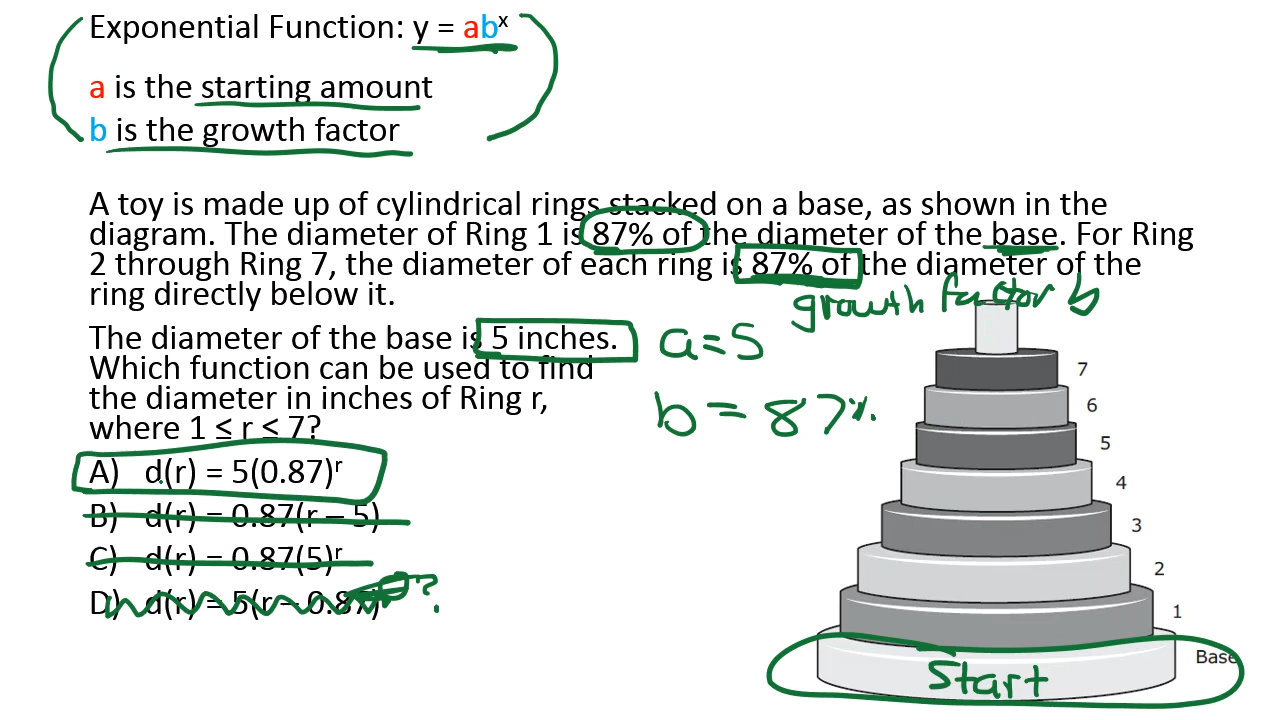 Exponential Function: y = abˣ
a is the starting amount
b is the growth factor
A toy is made up of cylindrical rings stacked on a base, as shown in the
diagram. The diameter of Ring 1 is 87% of the diameter of the base. For Ring
2 through Ring 7, the diameter of each ring is 87% of the diameter of the
ring directly below it.
growth factor b
The diameter of the base is 5 inches.
a=5
Which function can be used to find
the diameter in inches of Ring r,
b = 87%
where 1 ≤ r ≤ 7?
A) d(r) = 5(0.87)ʳ
B) d(r) = 0.87(r – 5)
C) d(r) = 0.87(5)ʳ
D) d(r) = 5(r – 0.87) ?
7
6
5
4
3
2
1
Base
Start